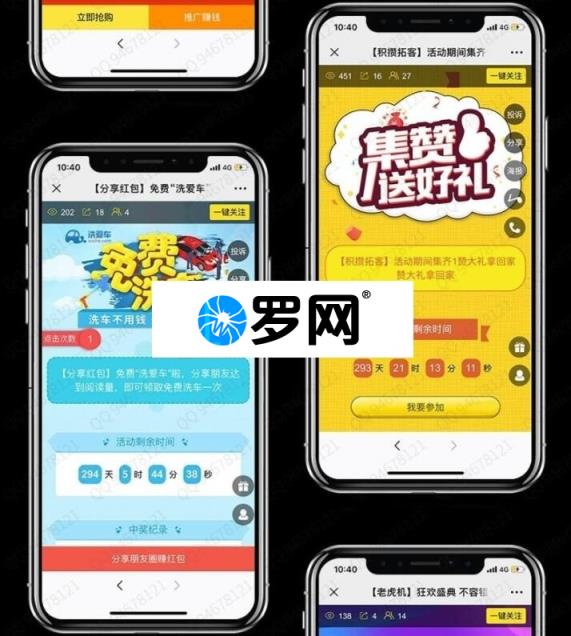 立即抢购
推广赚钱
10:40
4G
【积攒拓客】活动期间集齐
451
16
27
一键关注
投诉
分享
海报
集赞
送好礼
【积攒拓客】活动期间集齐1赞大礼拿回家
赞大礼拿回家
剩余时间
293 天 21 时 13 分 11 秒
我要参加
10:40
4G
【分享红包】免费“洗爱车”
202
18
4
一键关注
洗爱车
投诉
分享
免费
洗车不用钱
点击次数 1
罗网®
【分享红包】免费“洗爱车”啦，分享朋友达
到阅读量，即可领取免费洗车一次
活动剩余时间
294 天 5 时 44 分 38 秒
中奖纪录
分享朋友圈赚红包
10:40
4G
【老虎机】狂欢盛典 不容错
138
4
14
一键关注
QQ 94678121